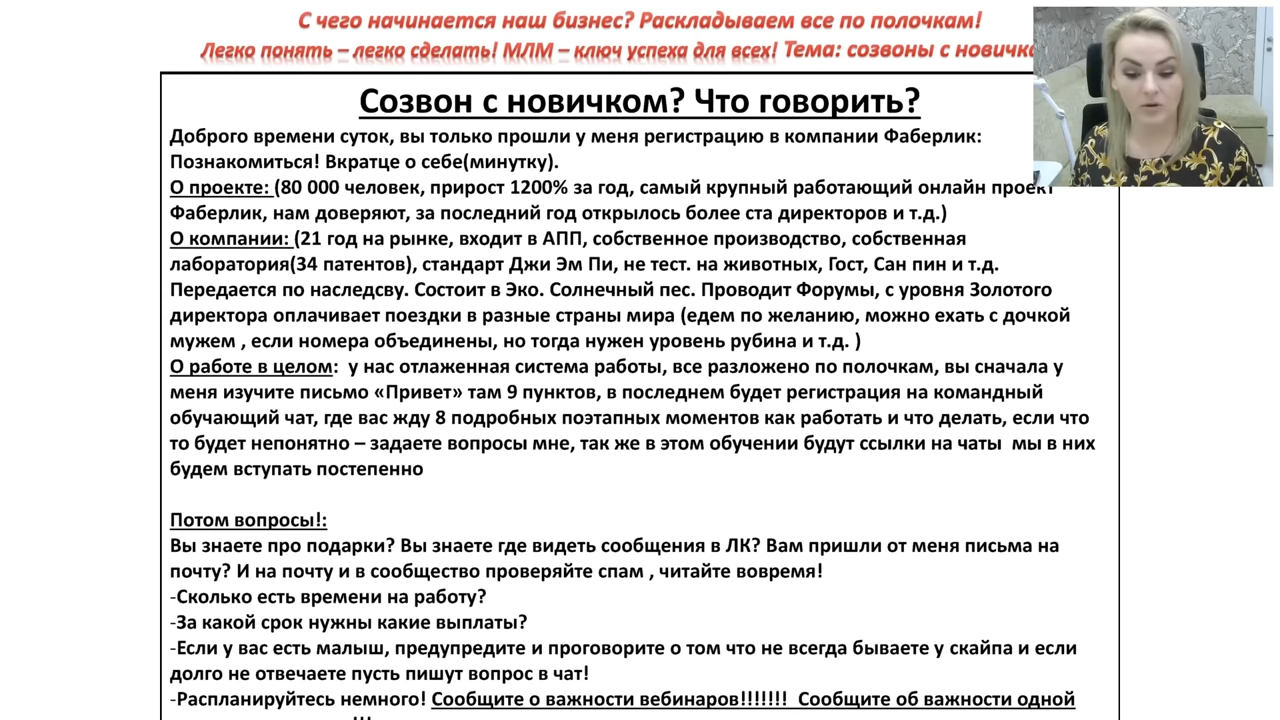 С чего начинается наш бизнес? Раскладываем все по полочкам!
Легко понять – легко сделать! МЛМ – ключ успеха для всех! Тема: созвоны с новичка
Созвон с новичком? Что говорить?
Доброго времени суток, вы только прошли у меня регистрацию в компании Фаберлик:
Познакомиться! Вкратце о себе(минутку).
О проекте: (80 000 человек, прирост 1200% за год, самый крупный работающий онлайн проект
Фаберлик, нам доверяют, за последний год открылось более ста директоров и т.д.)
О компании: (21 год на рынке, входит в АПП, собственное производство, собственная
лаборатория(34 патентов), стандарт Джи Эм Пи, не тест. на животных, Гост, Сан пин и т.д.
Передается по наследсву. Состоит в Эко. Солнечный пес. Проводит Форумы, с уровня Золотого
директора оплачивает поездки в разные страны мира (едем по желанию, можно ехать с дочкой
мужем , если номера объединены, но тогда нужен уровень рубина и т.д. )
О работе в целом: у нас отлаженная система работы, все разложено по полочкам, вы сначала у
меня изучите письмо «Привет» там 9 пунктов, в последнем будет регистрация на командный
обучающий чат, где вас жду 8 подробных поэтапных моментов как работать и что делать, если что
то будет непонятно – задаете вопросы мне, так же в этом обучении будут ссылки на чаты мы в них
будем вступать постепенно
Потом вопросы!:
Вы знаете про подарки? Вы знаете где видеть сообщения в ЛК? Вам пришли от меня письма на
почту? И на почту и в сообщество проверяйте спам , читайте вовремя!
-Сколько есть времени на работу?
-За какой срок нужны какие выплаты?
-Если у вас есть малыш, предупредите и проговорите о том что не всегда бываете у скайпа и если
долго не отвечаете пусть пишут вопрос в чат!
-Распланируйтесь немного! Сообщите о важности вебинаров!!!!!!! Сообщите об важности одной